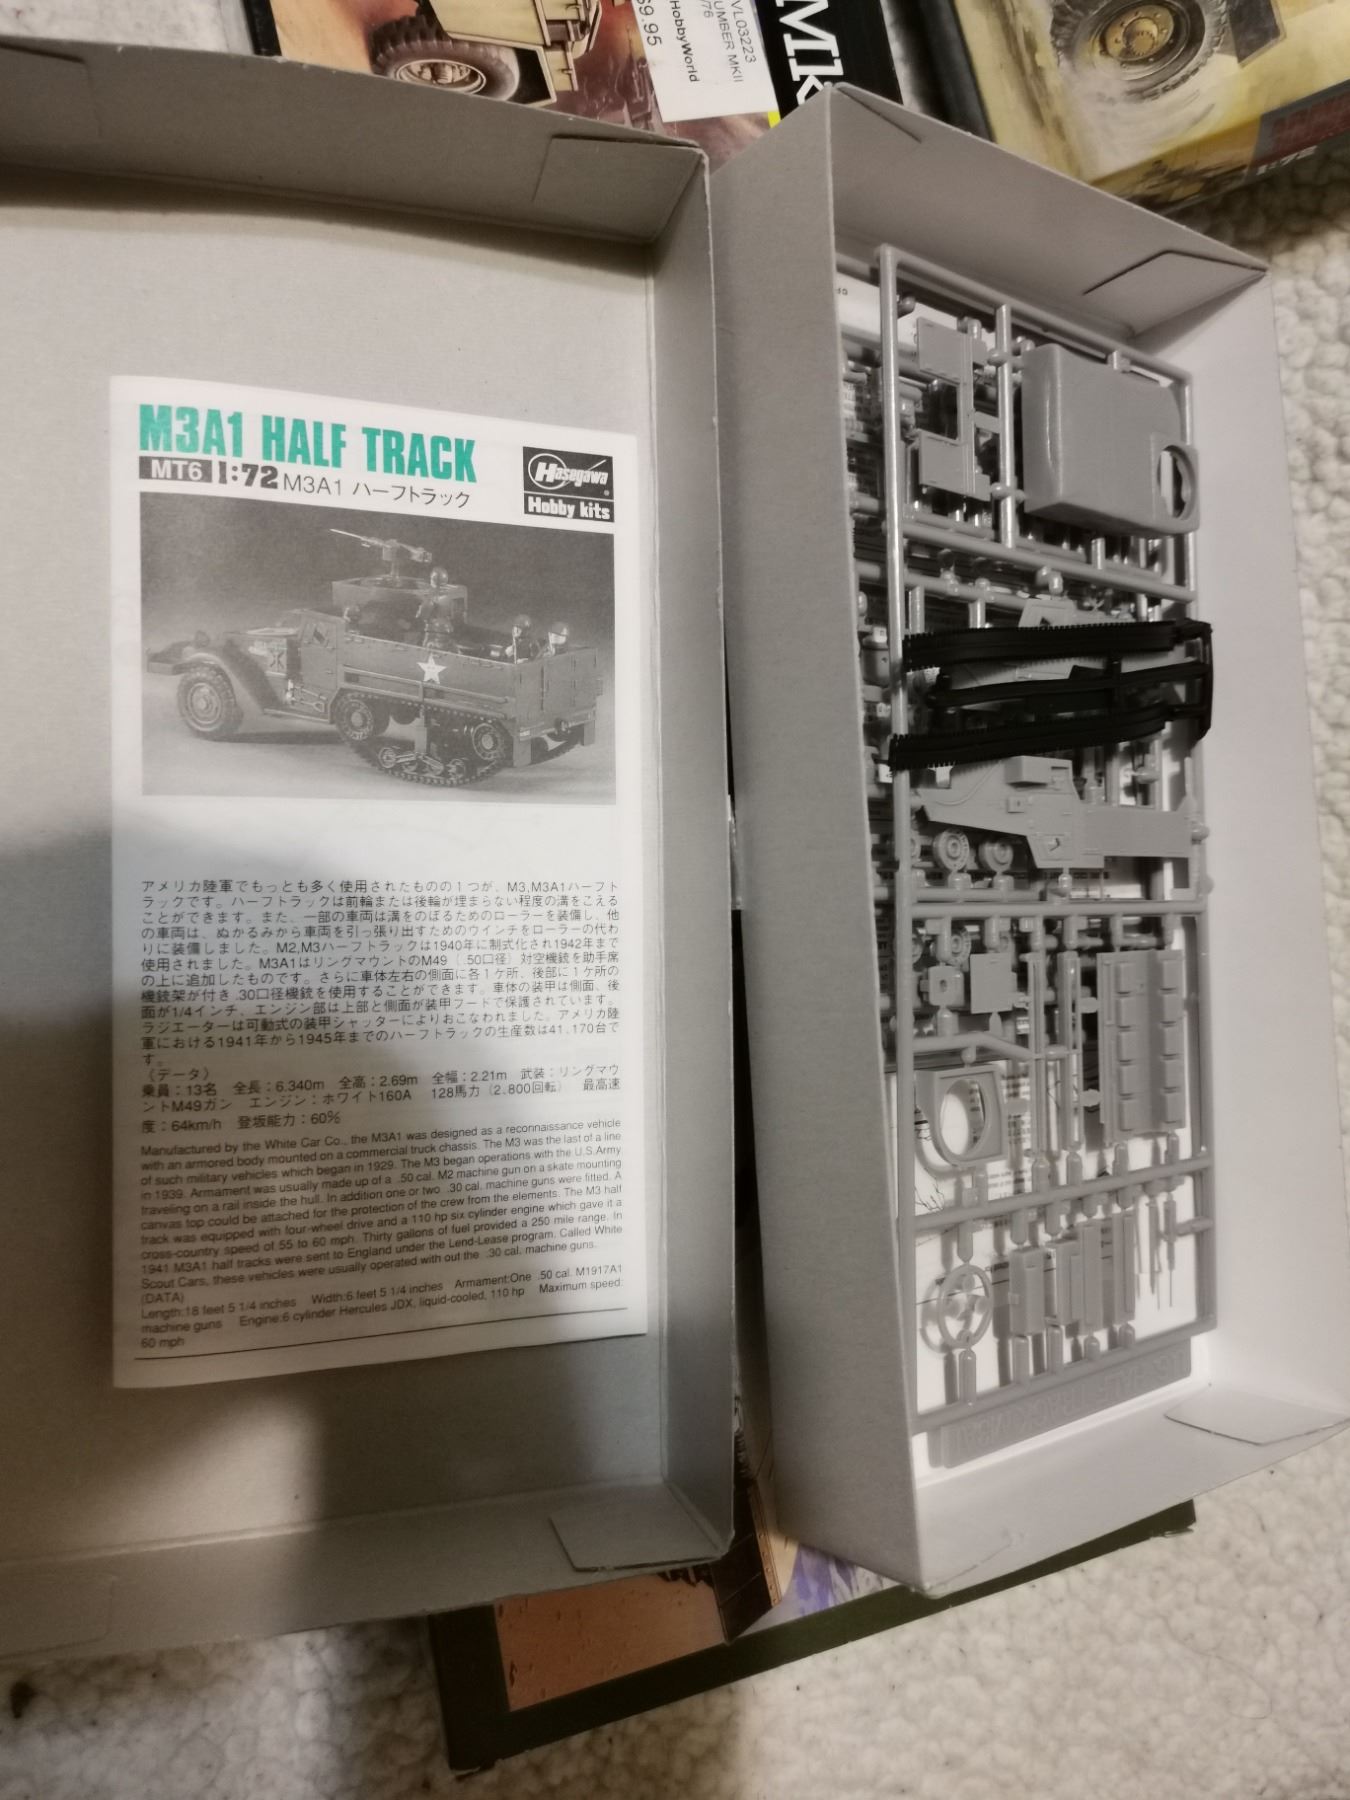 VL03223
UMBER MKII
/76
HobbyWorld
$9.95
Mk
1:72
M3A1 HALF TRACK
MT6 1:72 M3A1 ハーフトラック
Hasegawa
Hobby kits
アメリカ陸軍でもっとも多く使用されたものの1つが、M3,M3A1ハーフト
ラックです。ハーフトラックは前輪または後輪が埋まらない程度の溝をこえる
ことができます。また、一部の車両は溝をのぼるためのローラーを装備し、他
の車両は、ぬかるみから車両を引っ張り出すためのウインチをローラーの代わ
りに装備しました。M2,M3ハーフトラックは1940年に制式化され1942年まで
使用されました。M3A1はリングマウントのM49（.50口径）対空機銃を助手席
の上に追加したものです。さらに車体左右の側面に各1ケ所、後部に1ケ所の
機銃架が付き.30口径機銃を使用することができます。車体の装甲は側面、後
面が1/4インチ、エンジン部は上部と側面が装甲フードで保護されています。
ラジエーターは可動式の装甲シャッターによりおこなわれました。アメリカ陸
軍における1941年から1945年までのハーフトラックの生産数は41.170台で
す。
《データ》
乗員：13名 全長：6.340m 全高：2.69m 全幅：2.21m 武装：リングマウ
ントM49ガン エンジン：ホワイト160A 128馬力（2.800回転） 最高速
度：64km/h 登坂能力：60%
Manufactured by the White Car Co., the M3A1 was designed as a reconnaissance vehicle
with an armored body mounted on a commercial truck chassis. The M3 was the last of a line
of such military vehicles which began in 1929. The M3 began operations with the U.S.Army
in 1939. Armament was usually made up of a .50 cal. M2 machine gun on a skate mounting
traveling on a rail inside the hull. In addition one or two .30 cal. machine guns were fitted. A
canvas top could be attached for the protection of the crew from the elements. The M3 half
track was equipped with four-wheel drive and a 110 hp six cylinder engine which gave it a
cross-country speed of 55 to 60 mph. Thirty gallons of fuel provided a 250 mile range. In
1941 M3A1 half tracks were sent to England under the Lend-Lease program. Called White
Scout Cars, these vehicles were usually operated with out the .30 cal. machine guns.
(DATA)
Length:18 feet 5 1/4 inches Width:6 feet 5 1/4 inches Armament:One .50 cal. M1917A1
machine guns Engine:6 cylinder Hercules JDX, liquid-cooled, 110 hp Maximum speed:
60 mph